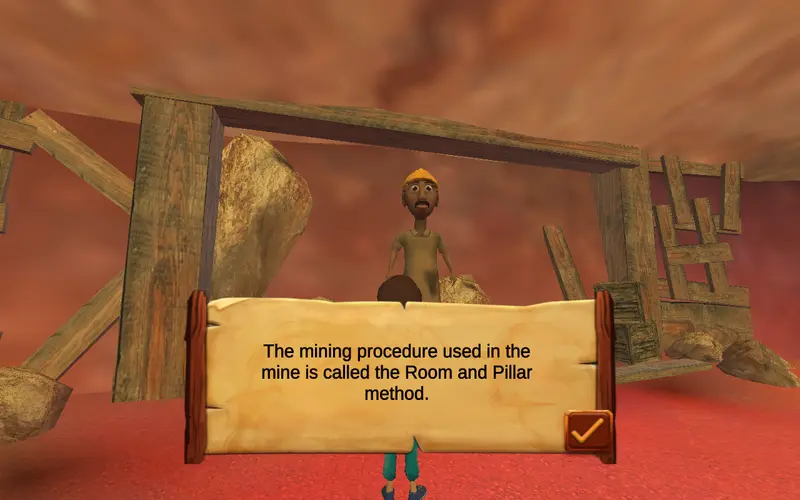 The mining procedure used in the
mine is called the Room and Pillar
method.